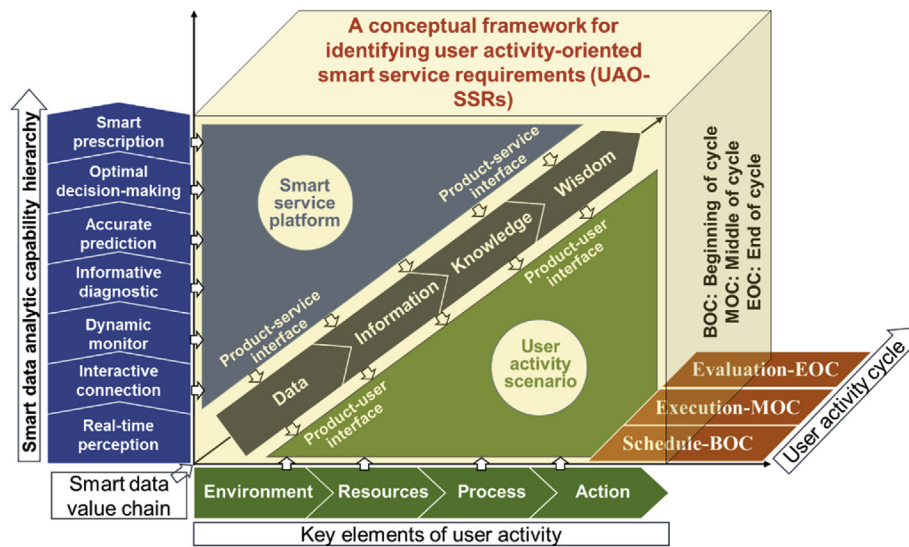 A conceptual framework for
identifying user activity-oriented
smart service requirements (UAO-
SSRs)
Smart data analytic capability hierarchy
Smart
prescription
Optimal
decision-making
Accurate
prediction
Informative
diagnostic
Dynamic
monitor
Interactive
connection
Real-time
perception
Smart data
value chain
Smart
service
platform
Product-service
interface
Product-service
interface
Data
Information
Knowledge
Wisdom
Product-user
interface
Product-user
interface
User
activity
scenario
BOC: Beginning of cycle
MOC: Middle of cycle
EOC: End of cycle
Evaluation-EOC
Execution-MOC
Schedule-BOC
User activity cycle
Environment
Resources
Process
Action
Key elements of user activity